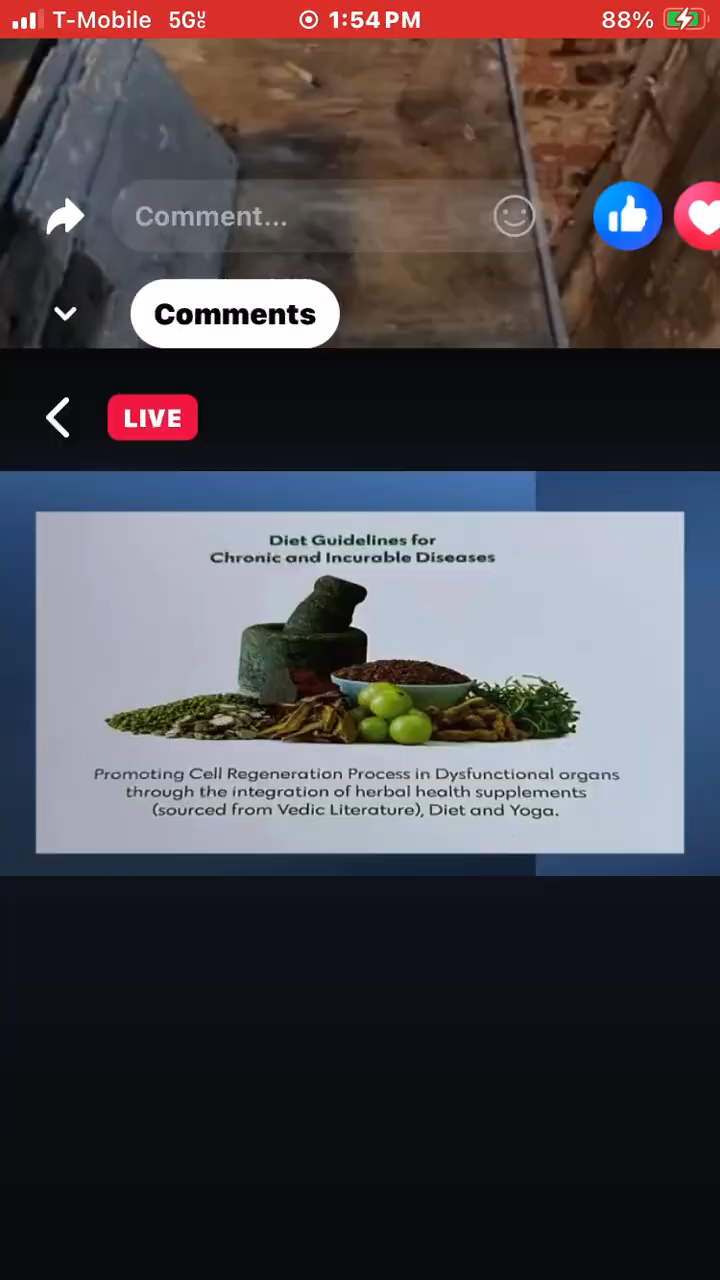 T-Mobile 5G 1:54 PM 88%
Comment...
Comments
LIVE
Diet Guidelines for
Chronic and Incurable Diseases
Promoting Cell Regeneration Process in Dysfunctional organs
through the integration of herbal health supplements
(sourced from Vedic Literature), Diet and Yoga.